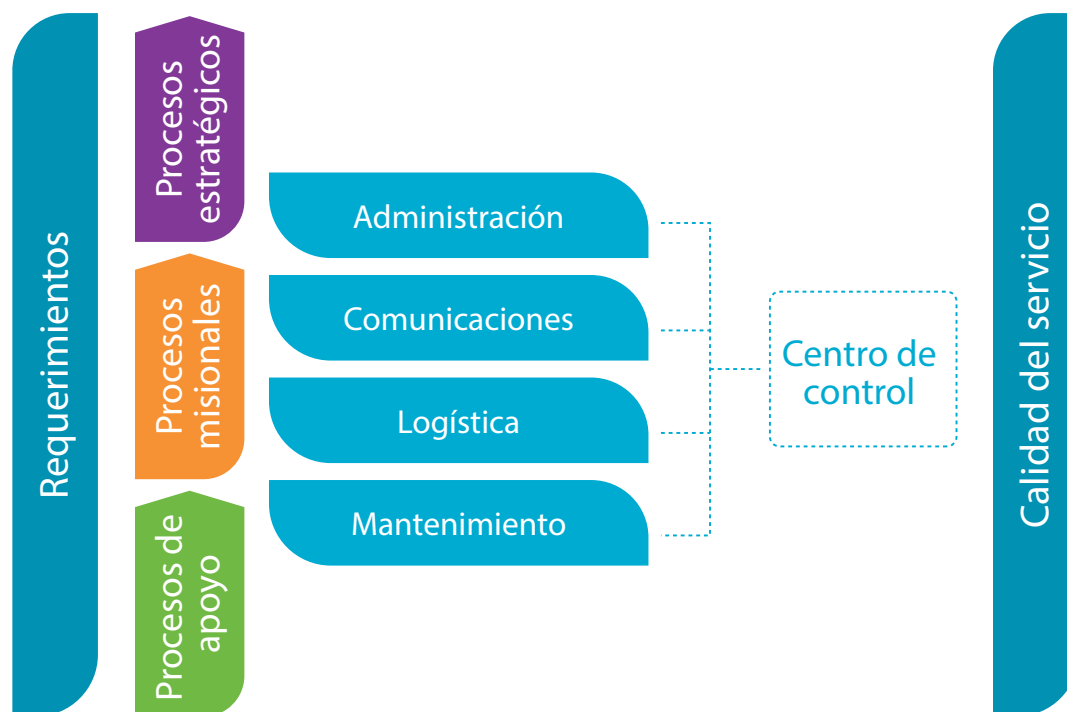 Requerimientos
Procesos
estratégicos
Procesos
misionales
Procesos de
apoyo
Administración
Comunicaciones
Logística
Mantenimiento
Centro de
control
Calidad del servicio